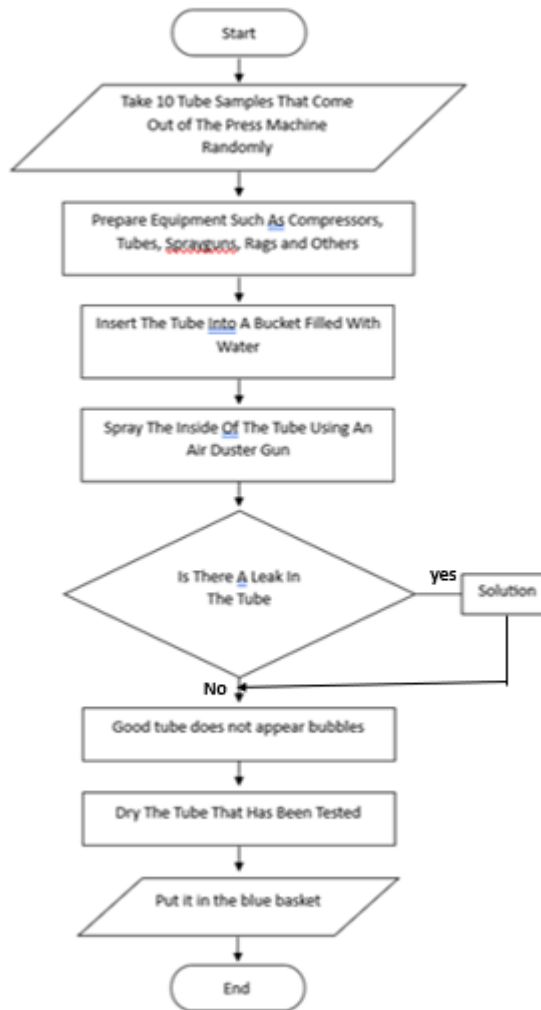 Start
Take 10 Tube Samples That Come
Out of The Press Machine
Randomly
Prepare Equipment Such As Compressors,
Tubes, Sprayguns, Rags and Others
Insert The Tube Into A Bucket Filled With
Water
Spray The Inside Of The Tube Using An
Air Duster Gun
Is There A Leak In
The Tube
yes
Solution
No
Good tube does not appear bubbles
Dry The Tube That Has Been Tested
Put it in the blue basket
End